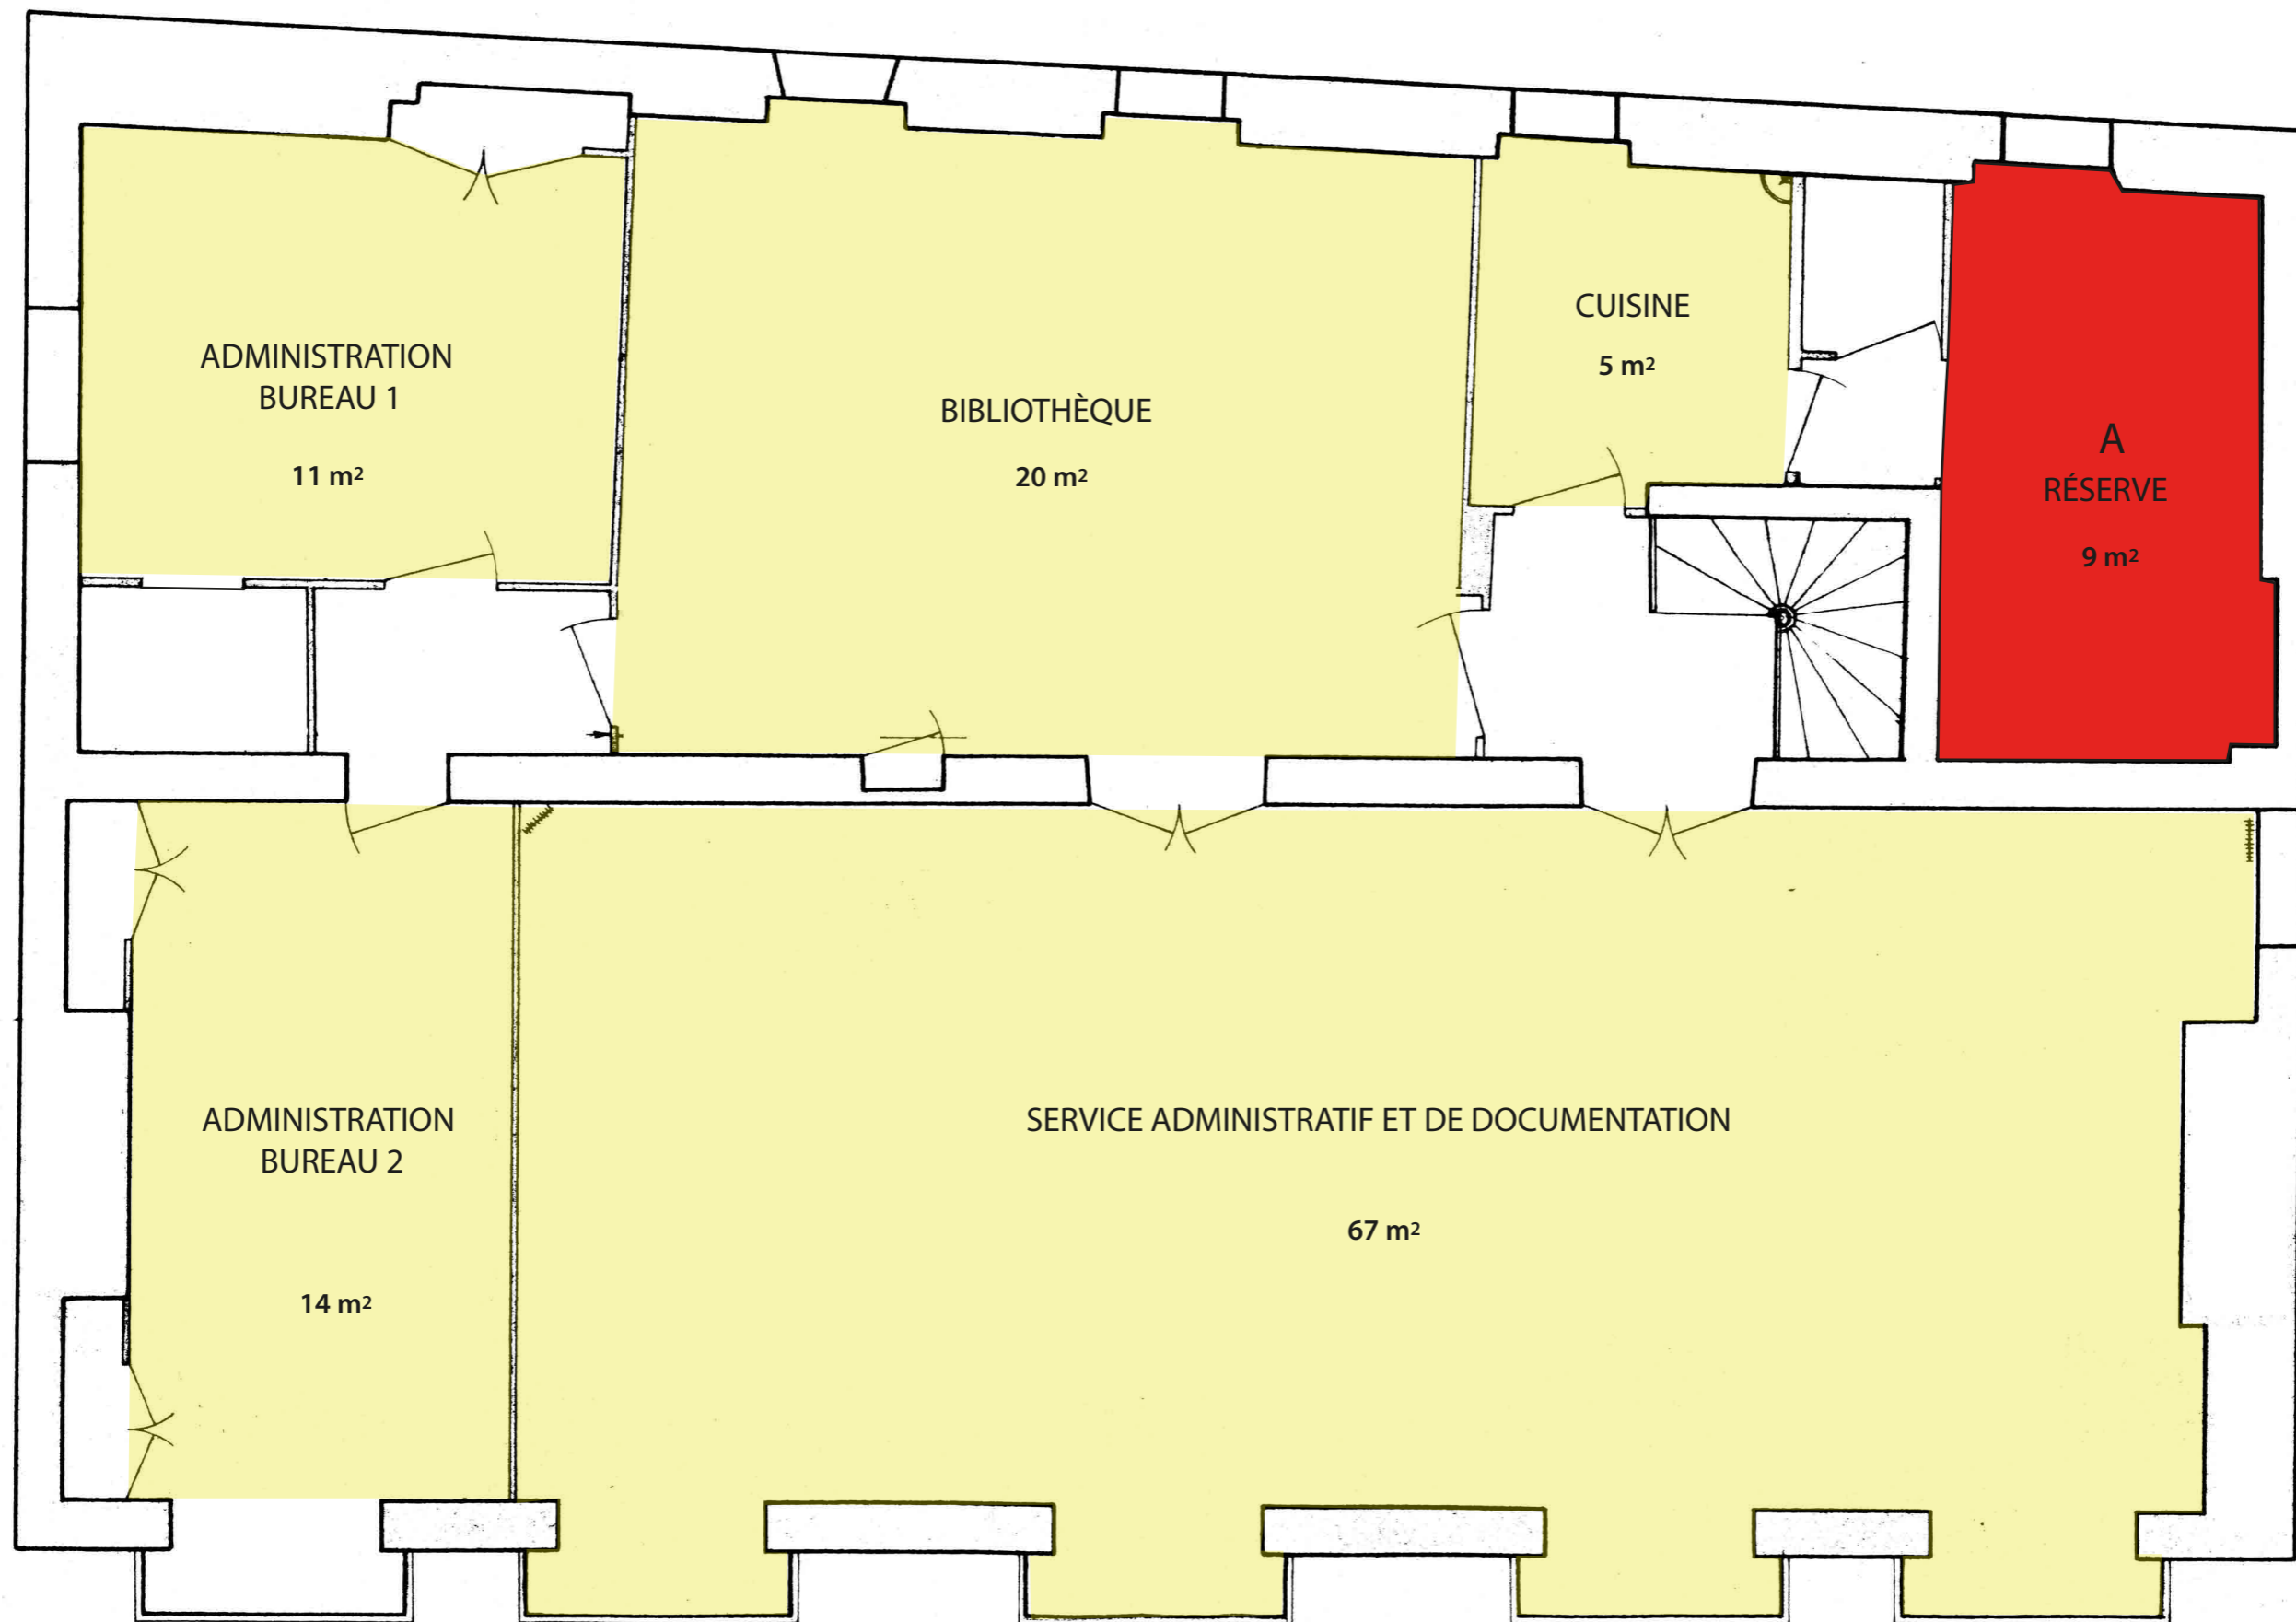 ADMINISTRATION
BUREAU 1
11 m²
BIBLIOTHÈQUE
20 m²
CUISINE
5 m²
A
RÉSERVE
9 m²
ADMINISTRATION
BUREAU 2
14 m²
SERVICE ADMINISTRATIF ET DE DOCUMENTATION
67 m²